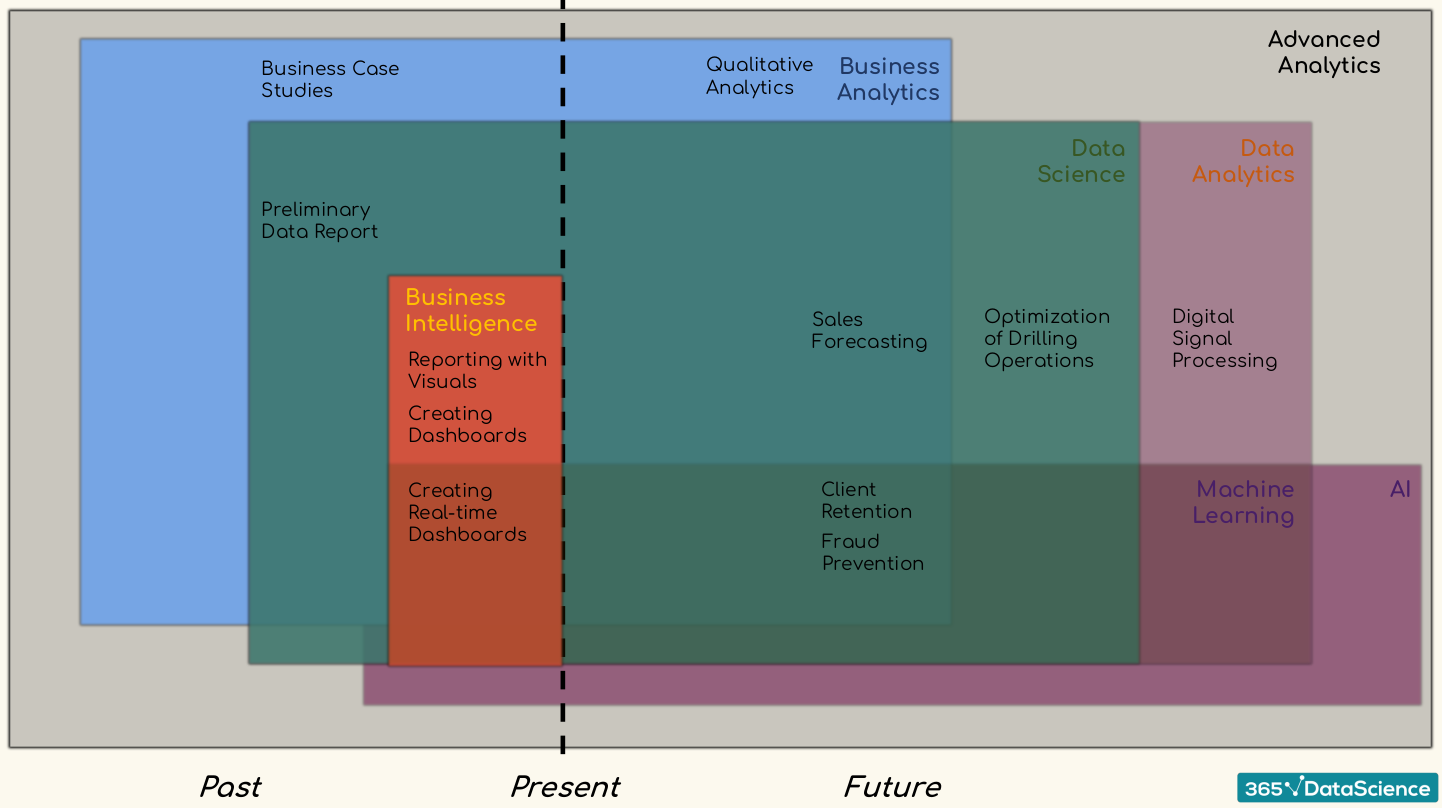 Advanced
Analytics
Business Case
Studies
Qualitative
Analytics
Business
Analytics
Data
Science
Data
Analytics
Preliminary
Data Report
Business
Intelligence
Reporting with
Visuals
Creating
Dashboards
Sales
Forecasting
Optimization
of Drilling
Operations
Digital
Signal
Processing
Creating
Real-time
Dashboards
Client
Retention
Fraud
Prevention
Machine
Learning
AI
Past
Present
Future
365 DataScience